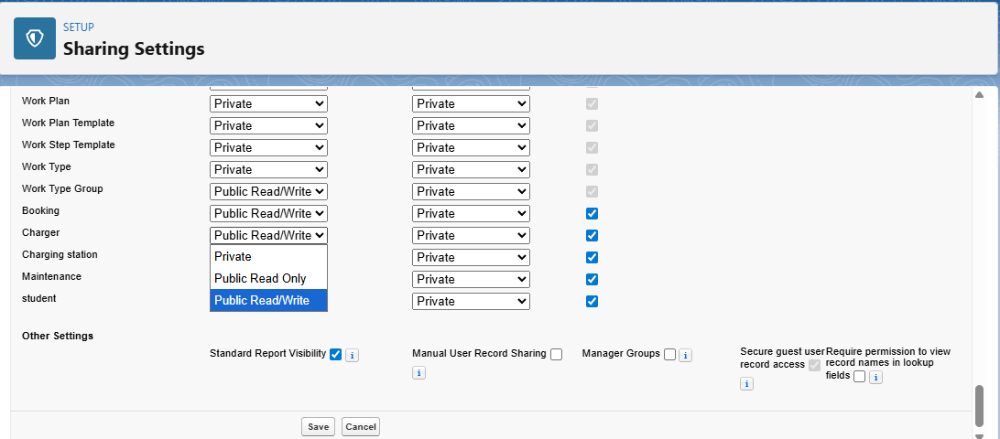 SETUP
Sharing Settings
Work Plan Private Private
Work Plan Template Private Private
Work Step Template Private Private
Work Type Private Private
Work Type Group Public Read/Write Private
Booking Public Read/Write Private
Charger Public Read/Write Private
Charging station Private Private
Maintenance Public Read Only Private
student Public Read/Write Private
Other Settings
Standard Report Visibility i Manual User Record Sharing i Manager Groups i
Secure guest user record access i
Require permission to view record names in lookup fields i
Save Cancel